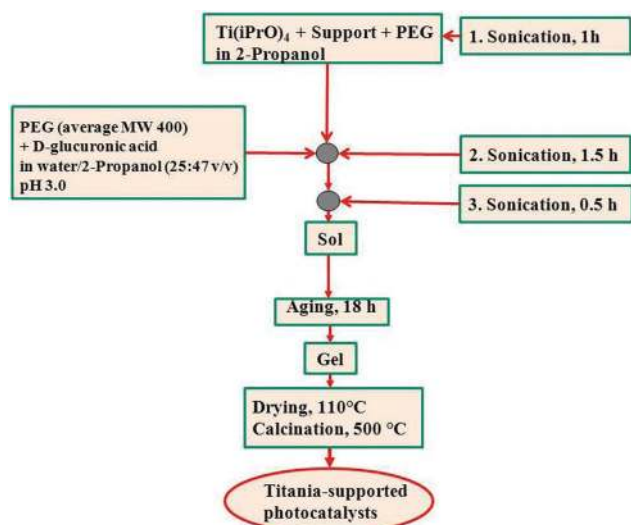 Ti(iPrO)4 + Support + PEG
in 2-Propanol
1. Sonication, 1h
PEG (average MW 400)
+ D-glucuronic acid
in water/2-Propanol (25:47 v/v)
pH 3.0
2. Sonication, 1.5 h
3. Sonication, 0.5 h
Sol
Aging, 18 h
Gel
Drying, 110°C
Calcination, 500 °C
Titania-supported
photocatalysts